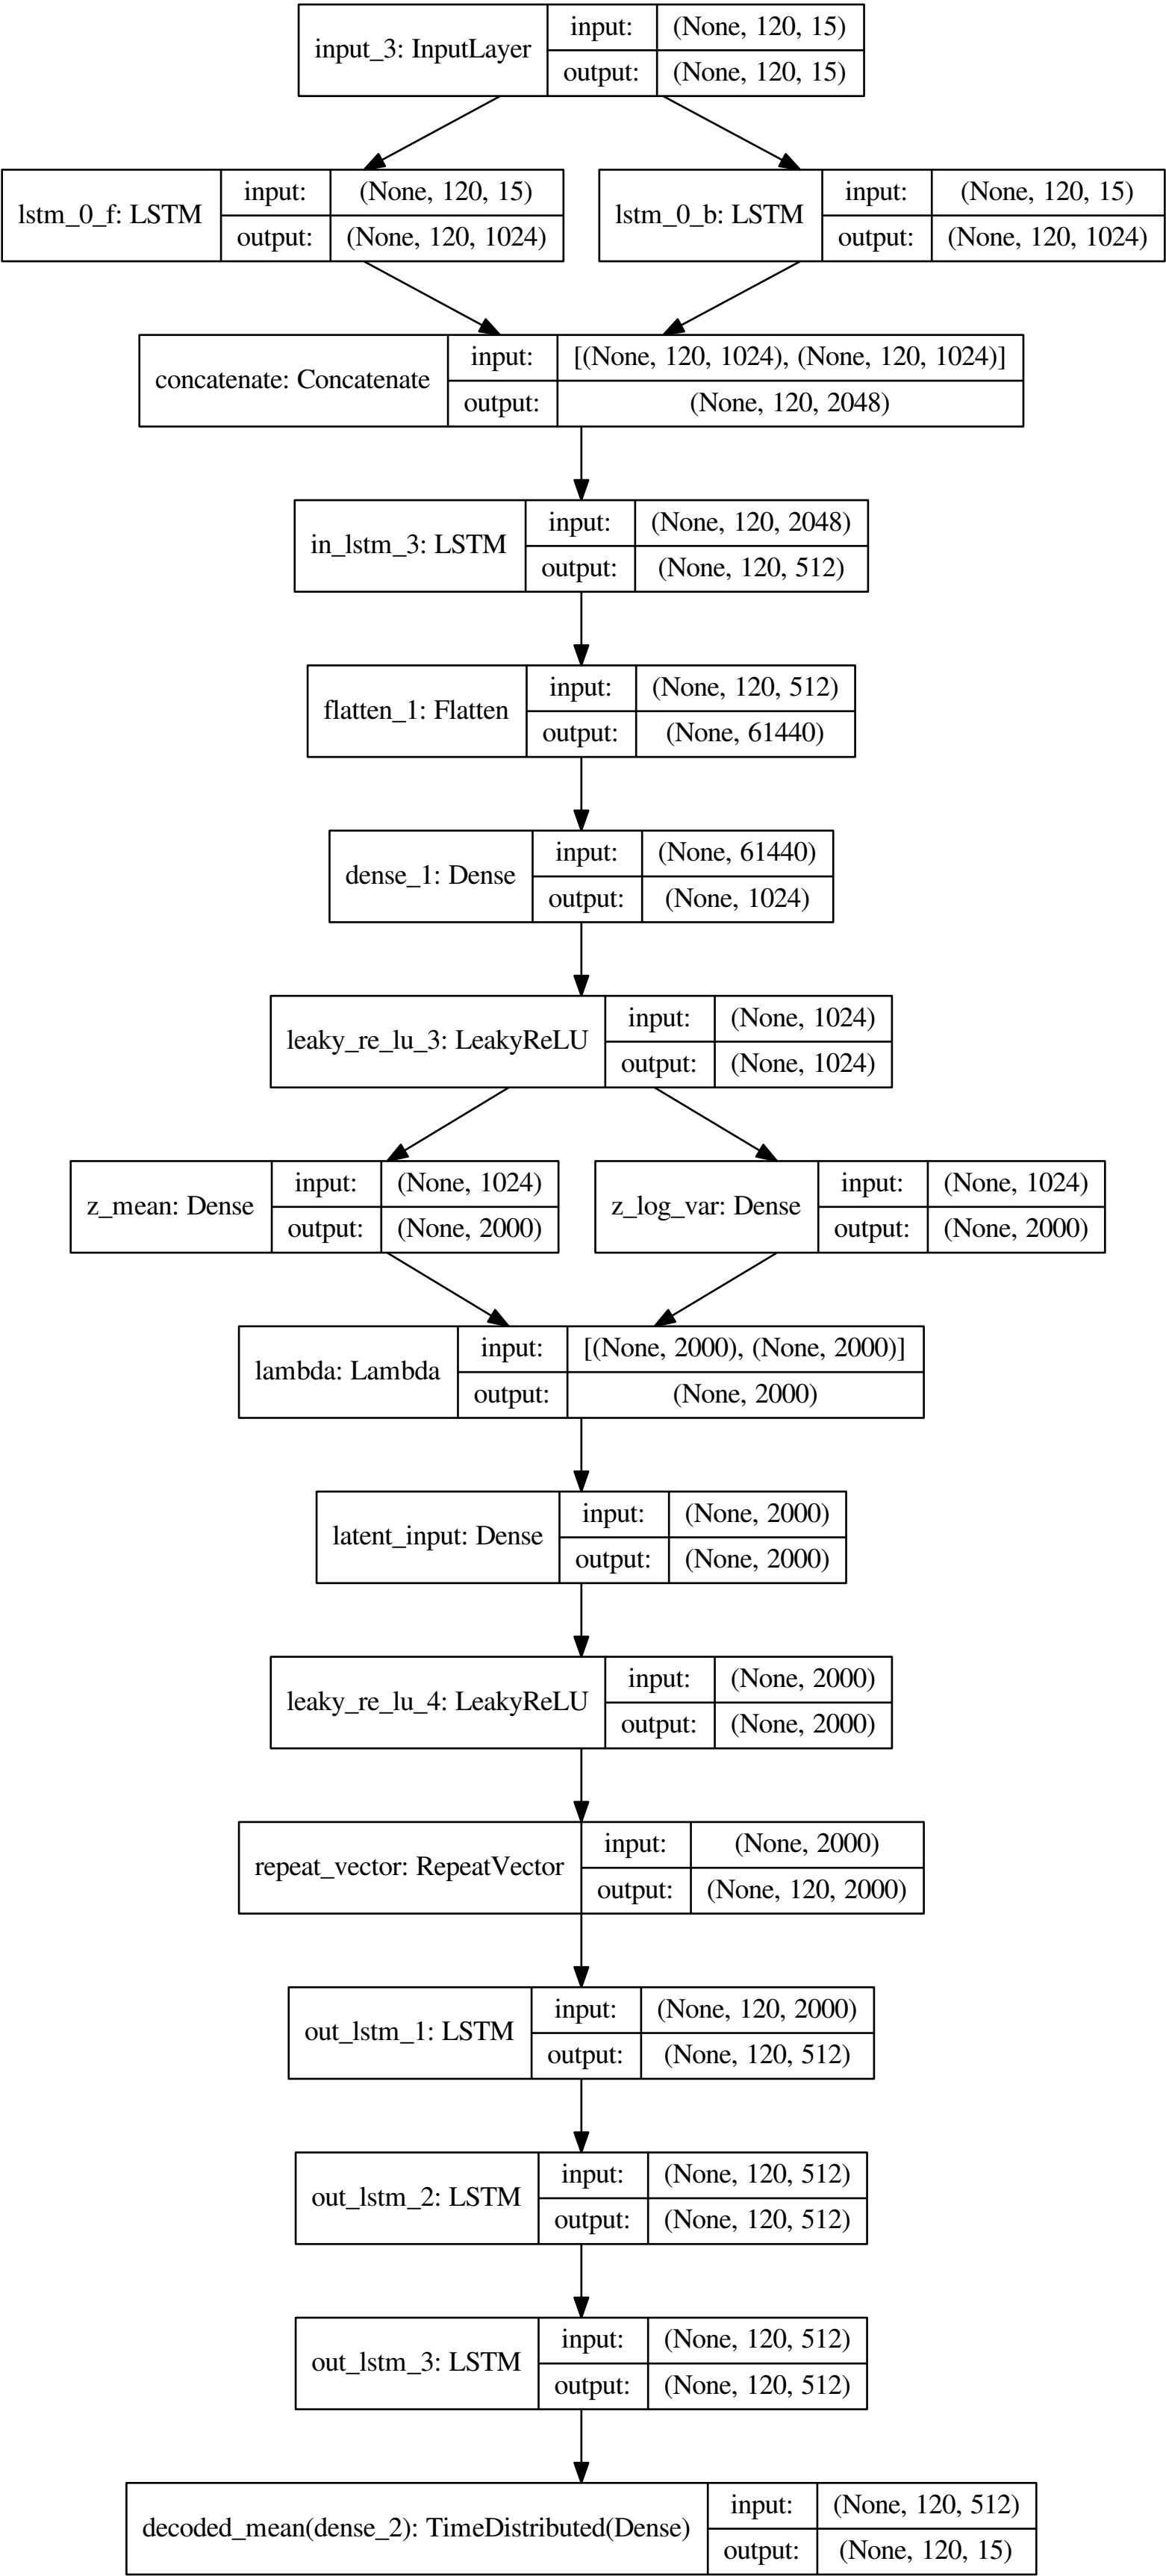 input_3: InputLayer
input: (None, 120, 15)
output: (None, 120, 15)
lstm_0_f: LSTM
input: (None, 120, 15)
output: (None, 120, 1024)
lstm_0_b: LSTM
input: (None, 120, 15)
output: (None, 120, 1024)
concatenate: Concatenate
input: [(None, 120, 1024), (None, 120, 1024)]
output: (None, 120, 2048)
in_lstm_3: LSTM
input: (None, 120, 2048)
output: (None, 120, 512)
flatten_1: Flatten
input: (None, 120, 512)
output: (None, 61440)
dense_1: Dense
input: (None, 61440)
output: (None, 1024)
leaky_re_lu_3: LeakyReLU
input: (None, 1024)
output: (None, 1024)
z_mean: Dense
input: (None, 1024)
output: (None, 2000)
z_log_var: Dense
input: (None, 1024)
output: (None, 2000)
lambda: Lambda
input: [(None, 2000), (None, 2000)]
output: (None, 2000)
latent_input: Dense
input: (None, 2000)
output: (None, 2000)
leaky_re_lu_4: LeakyReLU
input: (None, 2000)
output: (None, 2000)
repeat_vector: RepeatVector
input: (None, 2000)
output: (None, 120, 2000)
out_lstm_1: LSTM
input: (None, 120, 2000)
output: (None, 120, 512)
out_lstm_2: LSTM
input: (None, 120, 512)
output: (None, 120, 512)
out_lstm_3: LSTM
input: (None, 120, 512)
output: (None, 120, 512)
decoded_mean(dense_2): TimeDistributed(Dense)
input: (None, 120, 512)
output: (None, 120, 15)